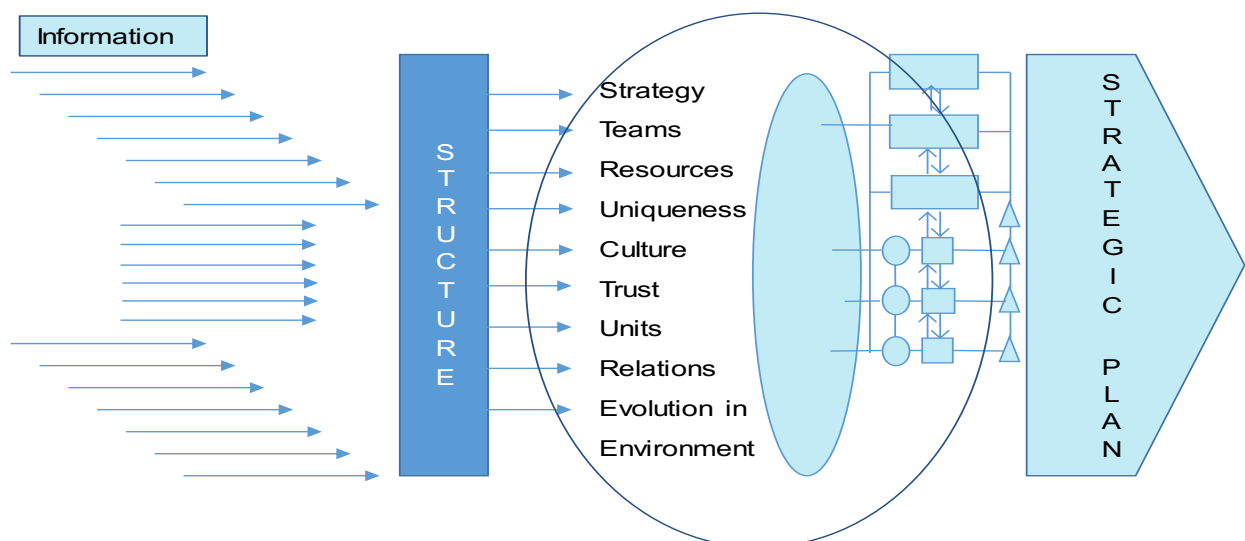 Information
STRUCTURE
Strategy
Teams
Resources
Uniqueness
Culture
Trust
Units
Relations
Evolution in
Environment
STRATEGIC PLAN